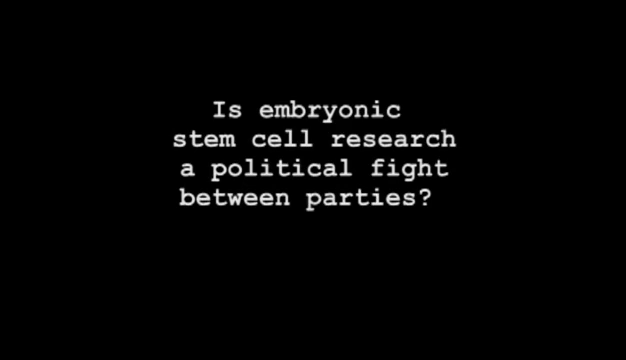 Is embryonic
stem cell research
a political fight
between parties?